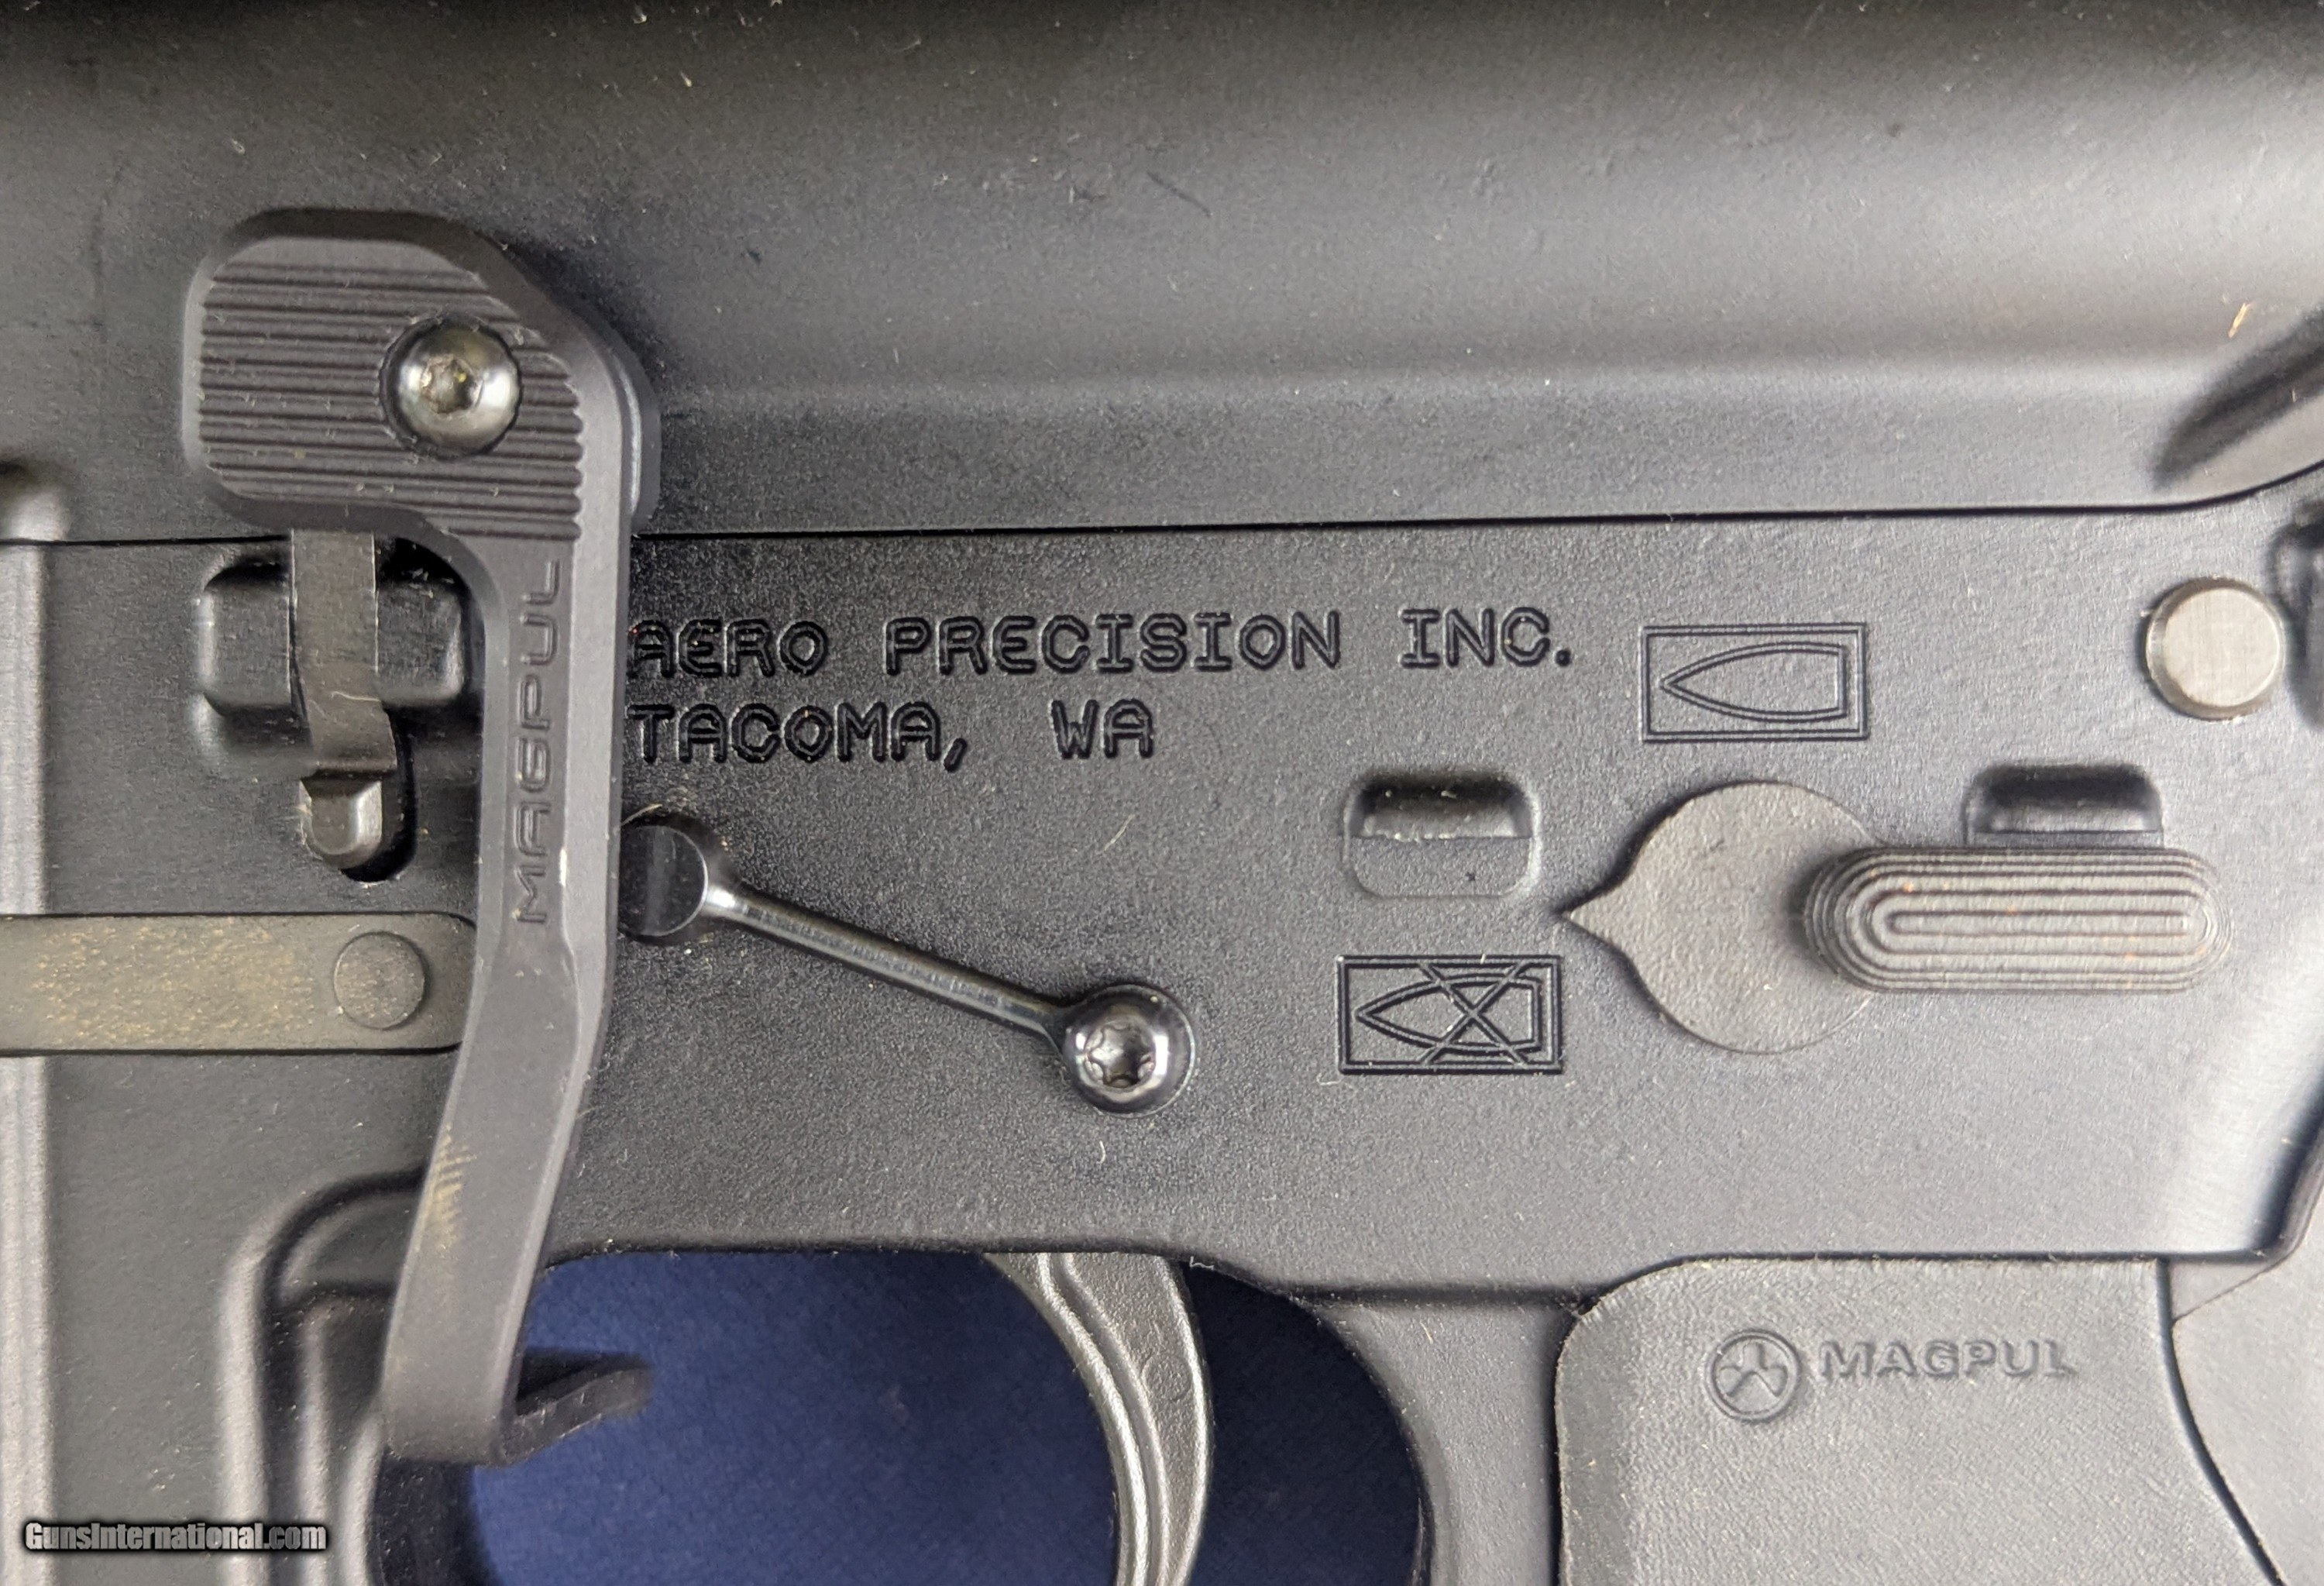 AERO PRECISION INC.
TACOMA, WA
MAGPUL
MAGPUL
GunsInternational.com